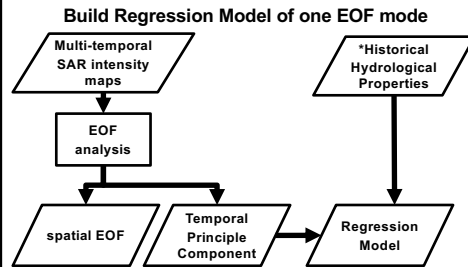 Build Regression Model of one EOF mode
Multi-temporal
SAR intensity
maps
*Historical
Hydrological
Properties
EOF
analysis
spatial EOF
Temporal
Principle
Component
Regression
Model